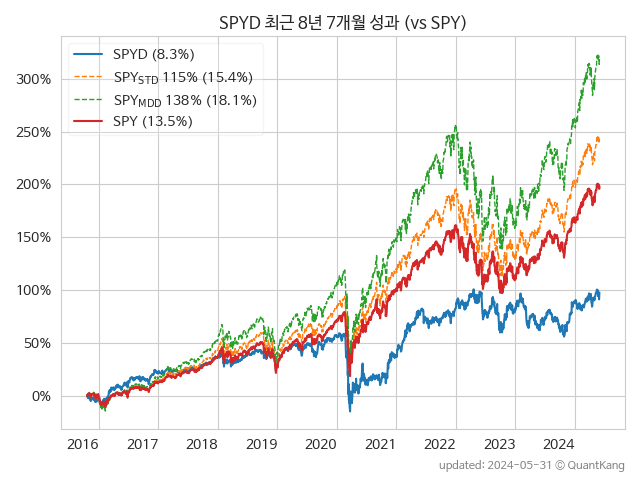 SPYD 최근 8년 7개월 성과 (vs SPY)
SPYD (8.3%)
SPYSTD 115% (15.4%)
SPYMDD 138% (18.1%)
SPY (13.5%)
300%
250%
200%
150%
100%
50%
0%
2016 2017 2018 2019 2020 2021 2022 2023 2024
updated: 2024-05-31 © QuantKang